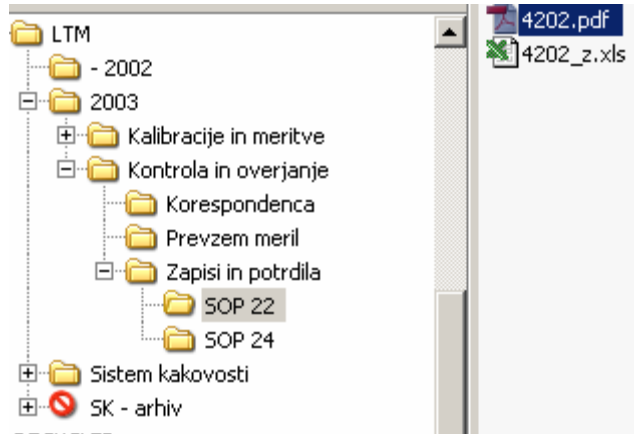 LTM
- 2002
2003
Kalibracije in meritve
Kontrola in overjanje
Korespondenca
Prevzem meril
Zapisi in potrdila
SOP 22
SOP 24
Sistem kakovosti
SK - arhiv
4202.pdf
4202_z.xls